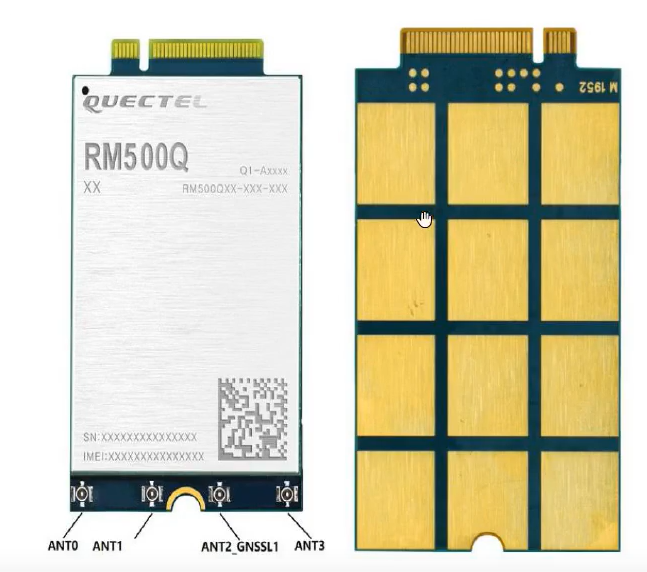 QUECTEL
RM500Q
Q1-Axxxx
XX
RM500QXX-XXX-XXX
SN:XXXXXXXXXXXXXXX
IMEI:XXXXXXXXXXXXXXX
ANT0 ANT1 ANT2_GNSSL1 ANT3
M 1952